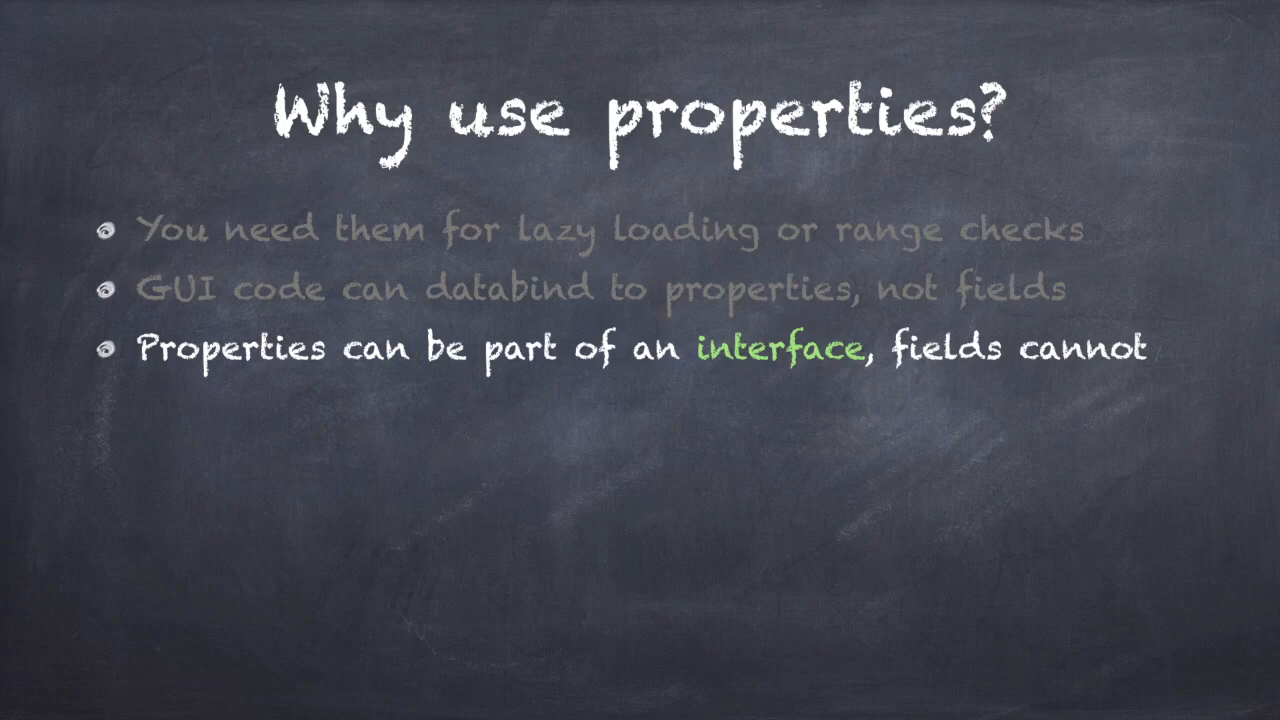 Why use properties?
You need them for lazy loading or range checks
GUI code can databind to properties, not fields
Properties can be part of an interface, fields cannot